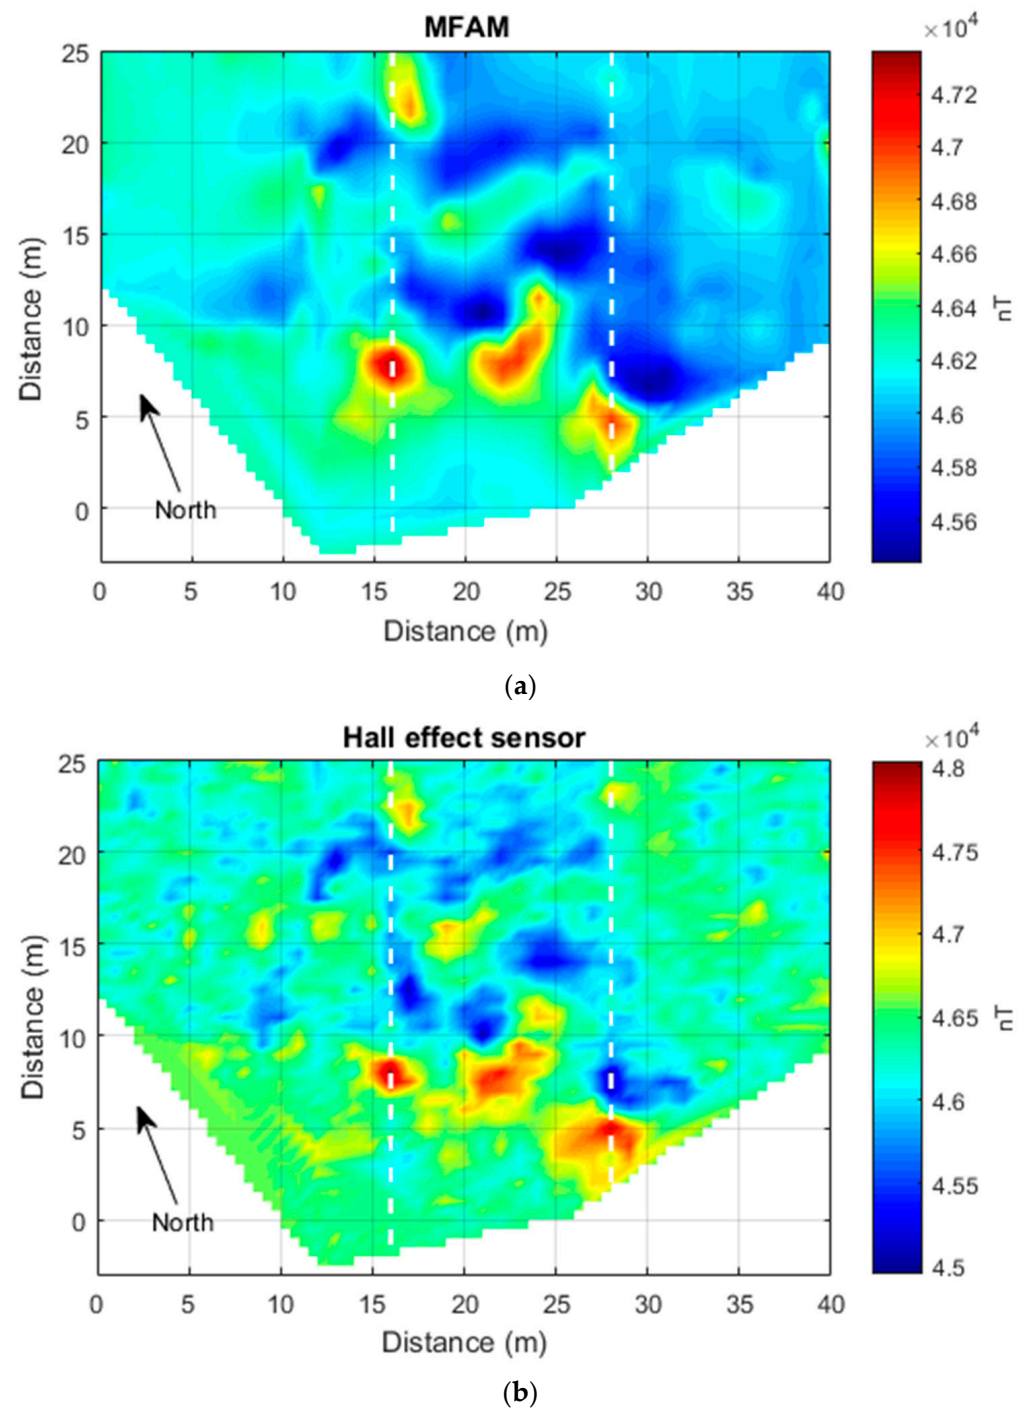 MFAM
×10⁴
25
20
15
10
5
0
Distance (m)
North
0 5 10 15 20 25 30 35 40
Distance (m)
4.72
4.7
4.68
4.66
4.64
4.62
4.6
4.58
4.56
nT
(a)
Hall effect sensor
×10⁴
25
20
15
10
5
0
Distance (m)
North
0 5 10 15 20 25 30 35 40
Distance (m)
4.8
4.75
4.7
4.65
4.6
4.55
4.5
nT
(b)